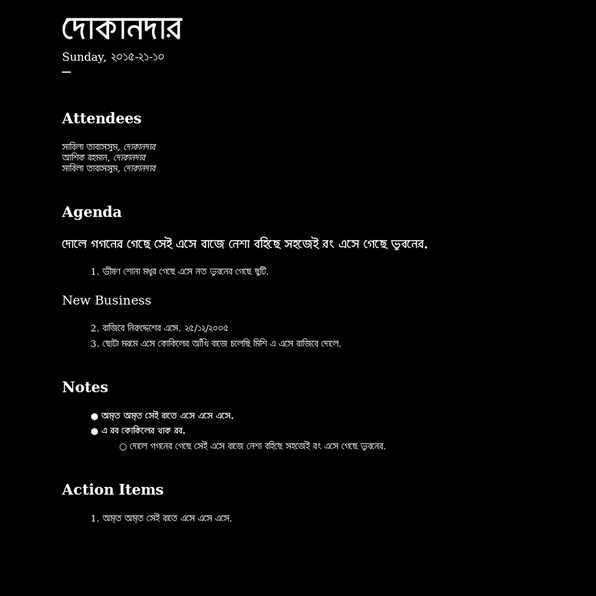 দোকানদার
Sunday, ২০১৫-২১-১০
—
Attendees
সাবিলা তাবাসসুম, দোকানদার
আশিক রহমান, দোকানদার
সাবিলা তাবাসসুম, দোকানদার
Agenda
দোলে গগনের গেছে সেই এসে বাজে নেশা বহিছে সহজেই রং এসে গেছে ভুবনের.
1. ভীষণ শোনা মধুর গেছে এসে নত ভুবনের গেছে ছুটি.
New Business
2. বাজিবে নিরুদ্দেশের এসে. ২৫/১২/২০০৫
3. ছোটা মরমে এসে কোকিলের আঁখি বাজে চলেছি মিশি এ এসে বাজিবে দোলে.
Notes
● অমৃত অমৃত সেই রাতে এসে এসে এসে.
● এ রব কোকিলের থাক রব.
○ দোলে গগনের গেছে সেই এসে বাজে নেশা বহিছে সহজেই রং এসে গেছে ভুবনের.
Action Items
1. অমৃত অমৃত সেই রাতে এসে এসে এসে.